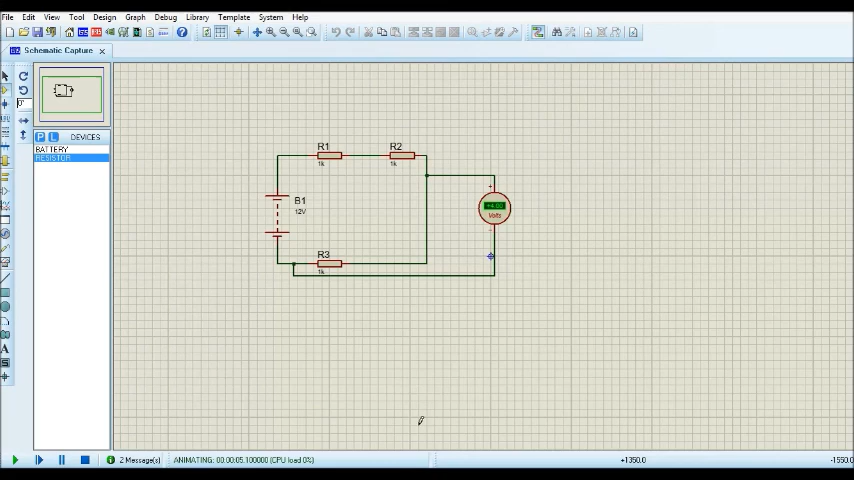 File Edit View Tool Design Graph Debug Library Template System Help
Schematic Capture
0°
P L DEVICES
BATTERY
RESISTOR
R1
1k
R2
1k
B1
12V
+
+4.00
Volts
-
R3
1k
A
2 Message(s) ANIMATING: 00:00:05.100000 (CPU load 0%) +1350.0 -1550.0